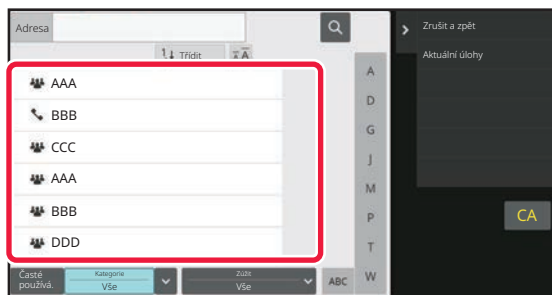 Adresa
Třídit
A A
AAA
BBB
CCC
AAA
BBB
DDD
A
D
G
J
M
P
T
W
Časté
používá.
Kategorie
Vše
Zúžit
Vše
ABC
Zrušit a zpět
Aktuální úlohy
CA